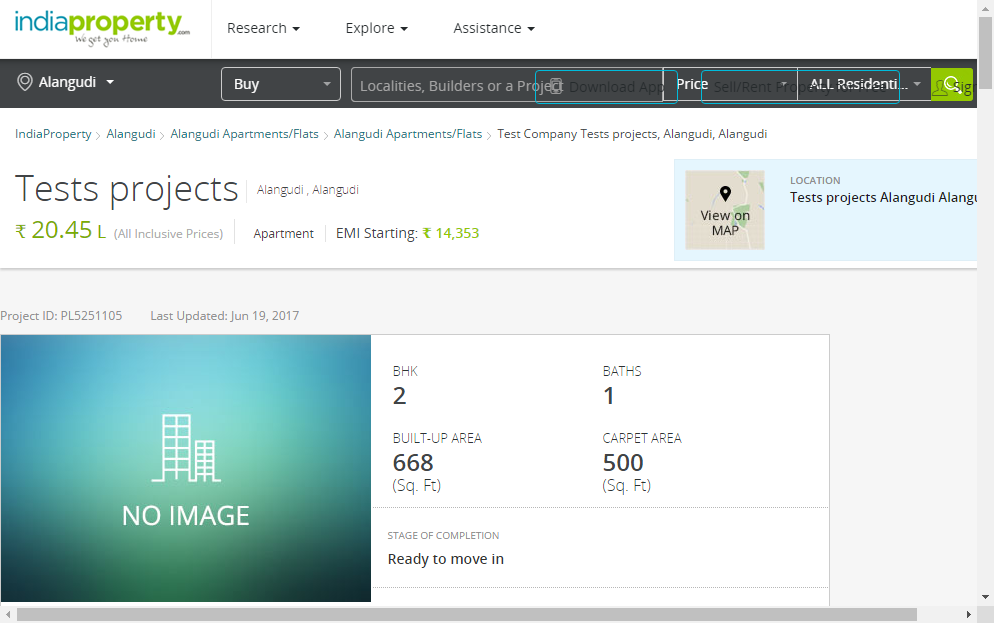 indiaproperty.com
We get you Home
Research
Explore
Assistance
Alangudi
Buy
Localities, Builders or a Project
Download App
Price
Sell/Rent Property
ALL Residenti...
Sig
IndiaProperty > Alangudi > Alangudi Apartments/Flats > Alangudi Apartments/Flats > Test Company Tests projects, Alangudi, Alangudi
Tests projects
Alangudi , Alangudi
₹ 20.45 L (All Inclusive Prices)
Apartment
EMI Starting: ₹ 14,353
View on
MAP
LOCATION
Tests projects Alangudi Alangu
Project ID: PL5251105
Last Updated: Jun 19, 2017
NO IMAGE
BHK
2
BATHS
1
BUILT-UP AREA
668
(Sq. Ft)
CARPET AREA
500
(Sq. Ft)
STAGE OF COMPLETION
Ready to move in